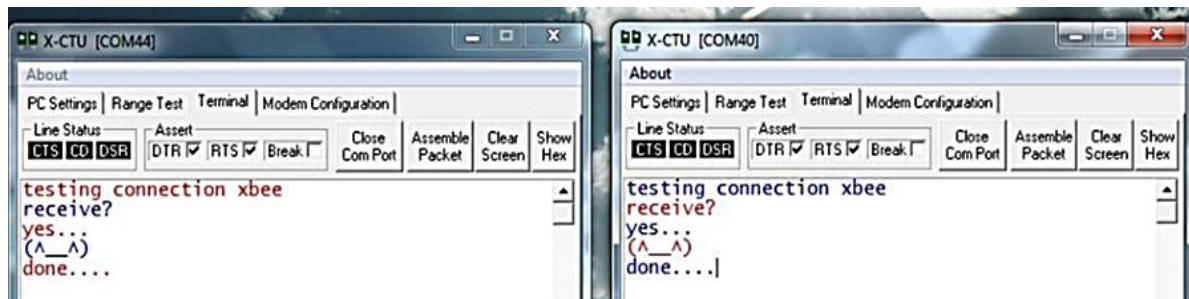 X-CTU [COM44]
About
PC Settings Range Test Terminal Modem Configuration
Line Status Assert
CTS CD DSR DTR RTS Break Close Com Port Assemble Packet Clear Screen Show Hex
testing connection xbee
receive?
yes...
(^__^)
done....
X-CTU [COM40]
About
PC Settings Range Test Terminal Modem Configuration
Line Status Assert
CTS CD DSR DTR RTS Break Close Com Port Assemble Packet Clear Screen Show Hex
testing connection xbee
receive?
yes...
(^__^)
done....